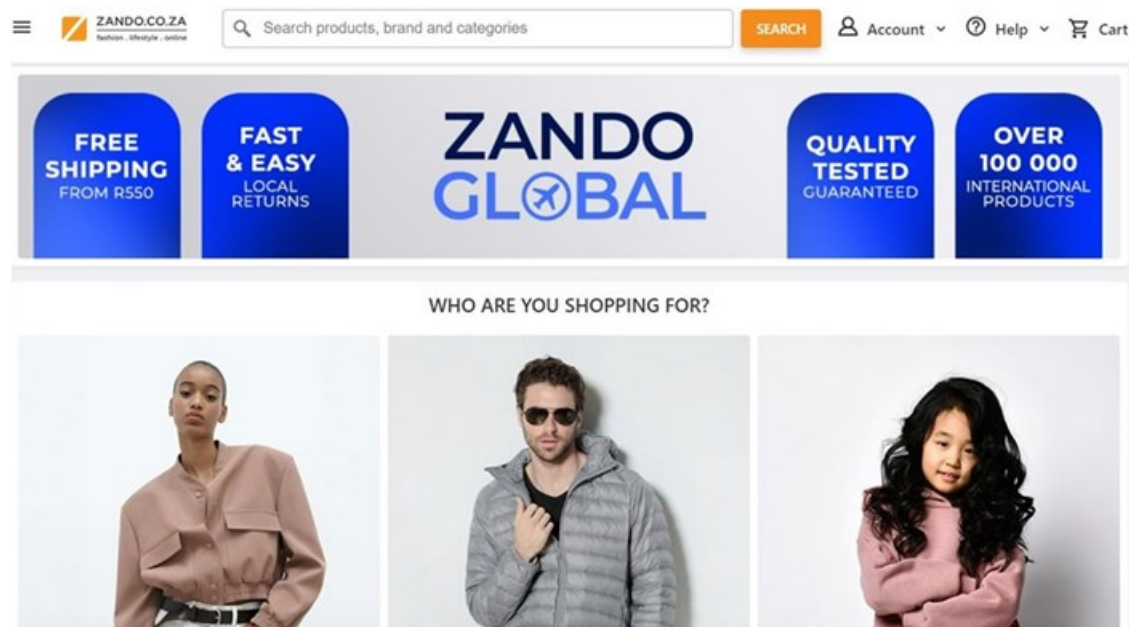 ZANDO.CO.ZA
fashion . lifestyle . online
Search products, brand and categories
SEARCH
Account
Help
Cart
FREE
SHIPPING
FROM R550
FAST
& EASY
LOCAL
RETURNS
ZANDO
GLOBAL
QUALITY
TESTED
GUARANTEED
OVER
100 000
INTERNATIONAL
PRODUCTS
WHO ARE YOU SHOPPING FOR?